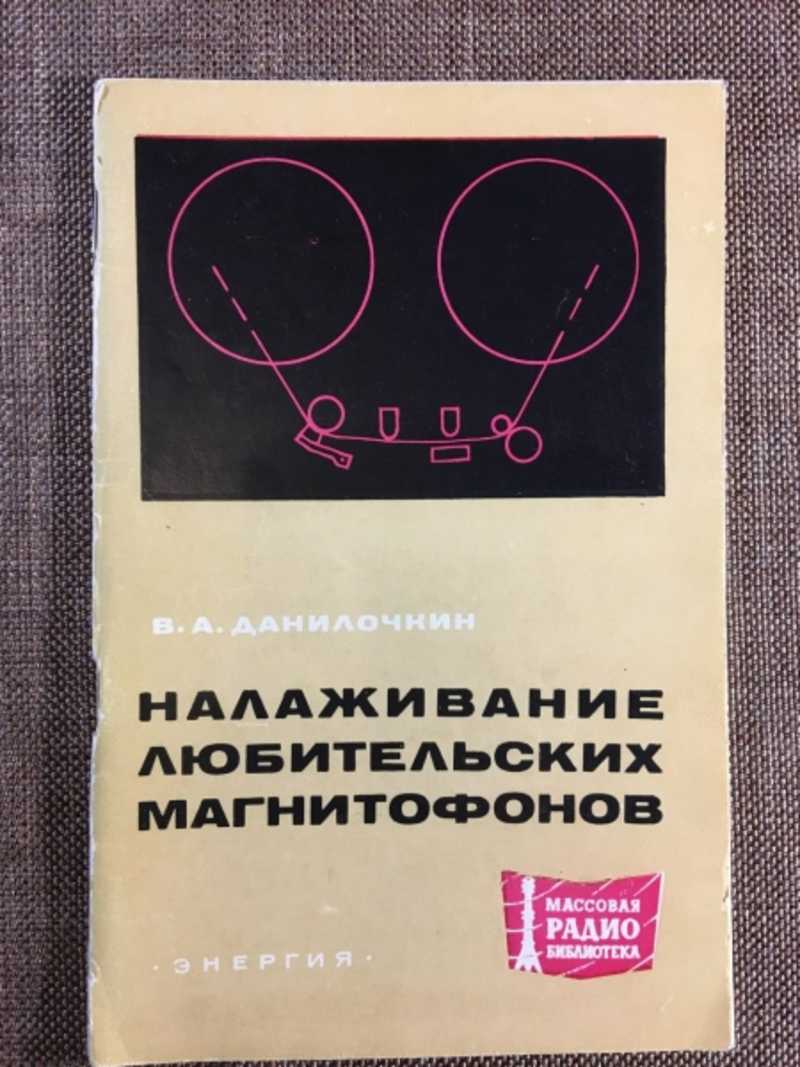 В. А. ДАНИЛОЧКИН
НАЛАЖИВАНИЕ
ЛЮБИТЕЛЬСКИХ
МАГНИТОФОНОВ
МАССОВАЯ
РАДИО
БИБЛИОТЕКА
· ЭНЕРГИЯ ·